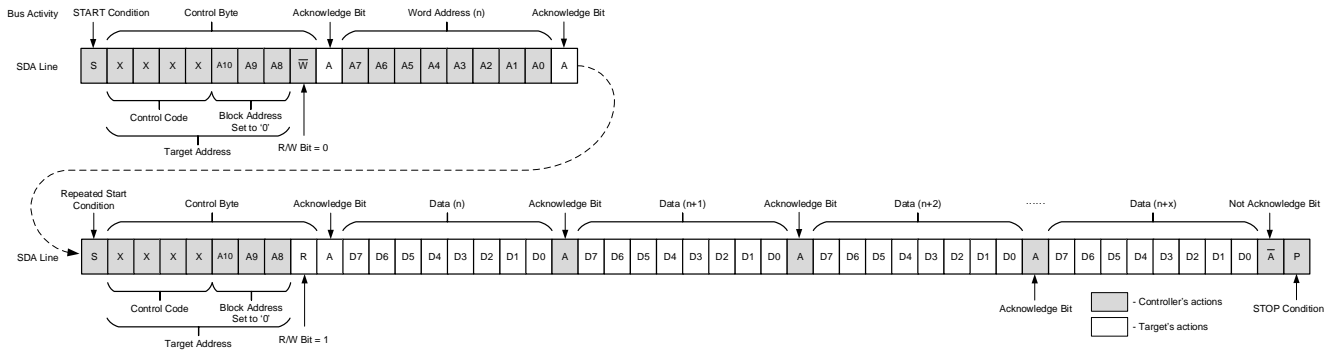 Bus Activity START Condition Control Byte Acknowledge Bit Word Address (n) Acknowledge Bit
SDA Line S X X X X A10 A9 A8 W̅ A A7 A6 A5 A4 A3 A2 A1 A0 A
Control Code Block Address
Set to ‘0’
Target Address R/W Bit = 0
Repeated Start
Condition Control Byte Acknowledge Bit Data (n) Acknowledge Bit Data (n+1) Acknowledge Bit Data (n+2) ...... Data (n+x) Not Acknowledge Bit
SDA Line S X X X X A10 A9 A8 R A D7 D6 D5 D4 D3 D2 D1 D0 A D7 D6 D5 D4 D3 D2 D1 D0 A D7 D6 D5 D4 D3 D2 D1 D0 A D7 D6 D5 D4 D3 D2 D1 D0 A̅ P
Control Code Block Address
Set to ‘0’
Target Address R/W Bit = 1
Acknowledge Bit - Controller's actions STOP Condition
- Target's actions